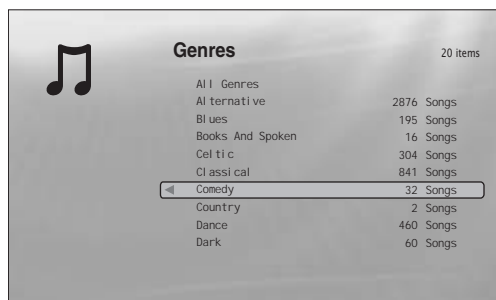 Genres 20 items
All Genres
Alternative 2876 Songs
Blues 195 Songs
Books And Spoken 16 Songs
Celtic 304 Songs
Classical 841 Songs
Comedy 32 Songs
Country 2 Songs
Dance 460 Songs
Dark 60 Songs